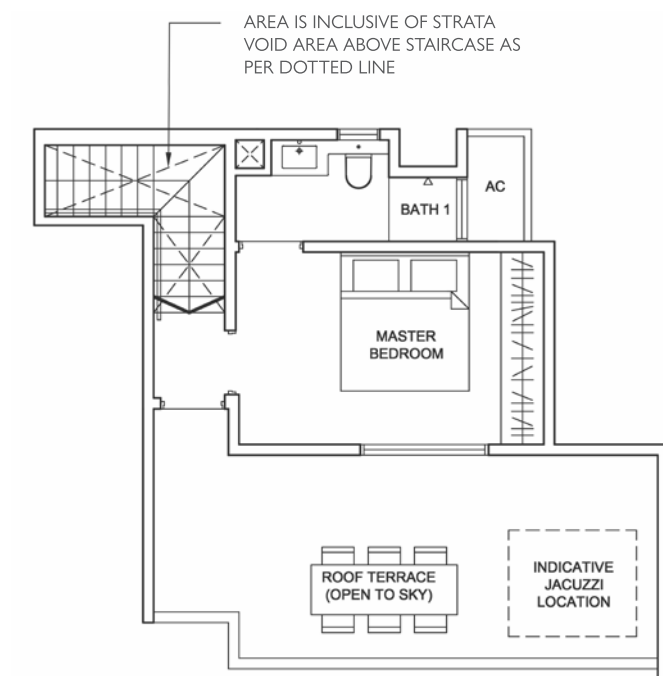 AREA IS INCLUSIVE OF STRATA
VOID AREA ABOVE STAIRCASE AS
PER DOTTED LINE
AC
BATH 1
MASTER
BEDROOM
ROOF TERRACE
(OPEN TO SKY)
INDICATIVE
JACUZZI
LOCATION